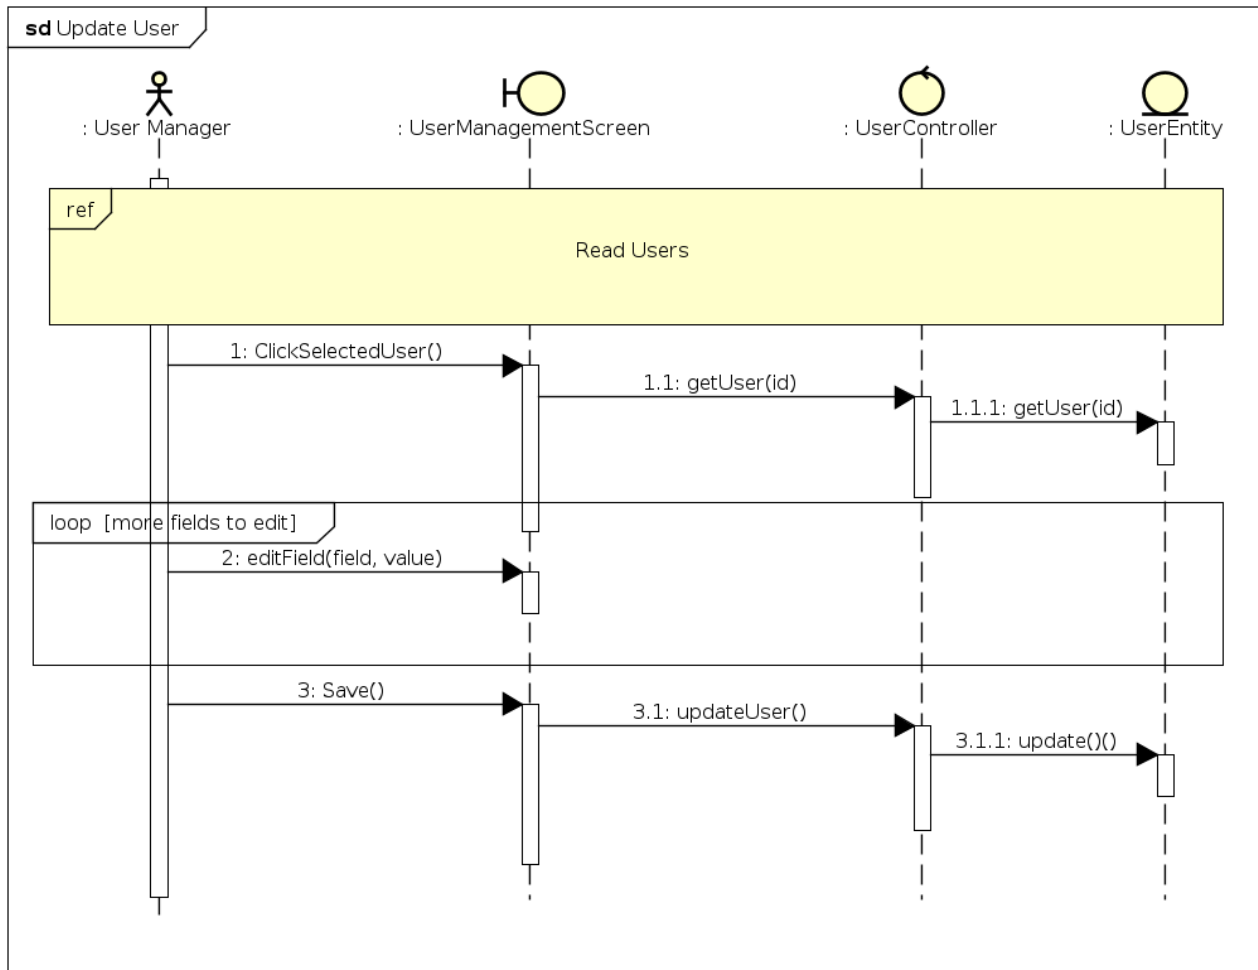 sd Update User
: User Manager
: UserManagementScreen
: UserController
: UserEntity
ref
Read Users
1: ClickSelectedUser()
1.1: getUser(id)
1.1.1: getUser(id)
loop [more fields to edit]
2: editField(field, value)
3: Save()
3.1: updateUser()
3.1.1: update()()